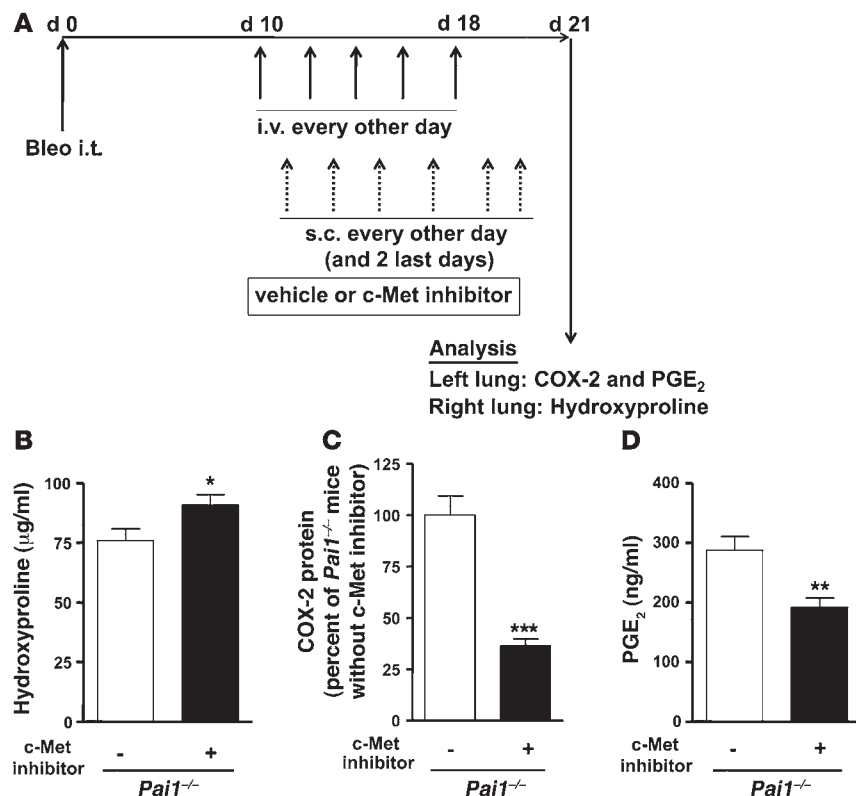 A
d 0 d 10 d 18 d 21
Bleo i.t.
i.v. every other day
s.c. every other day
(and 2 last days)
vehicle or c-Met inhibitor
Analysis
Left lung: COX-2 and PGE₂
Right lung: Hydroxyproline
B
Hydroxyproline (μg/ml)
100
75
50
25
0
*
c-Met
inhibitor
- +
Pai1⁻/⁻
C
COX-2 protein
(percent of Pai1⁻/⁻ mice
without c-Met inhibitor)
125
100
75
50
25
0
***
c-Met
inhibitor
- +
Pai1⁻/⁻
D
PGE₂ (ng/ml)
400
300
200
100
0
**
c-Met
inhibitor
- +
Pai1⁻/⁻